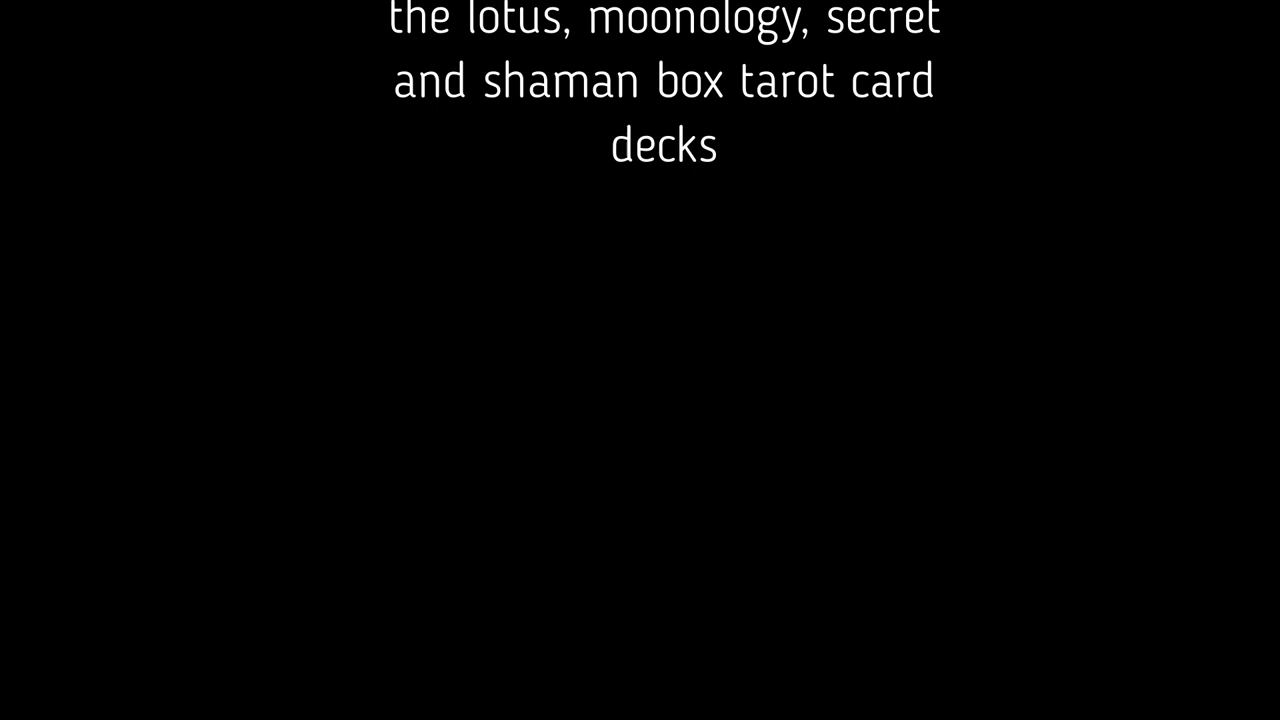 the lotus, moonology, secret
and shaman box tarot card
decks